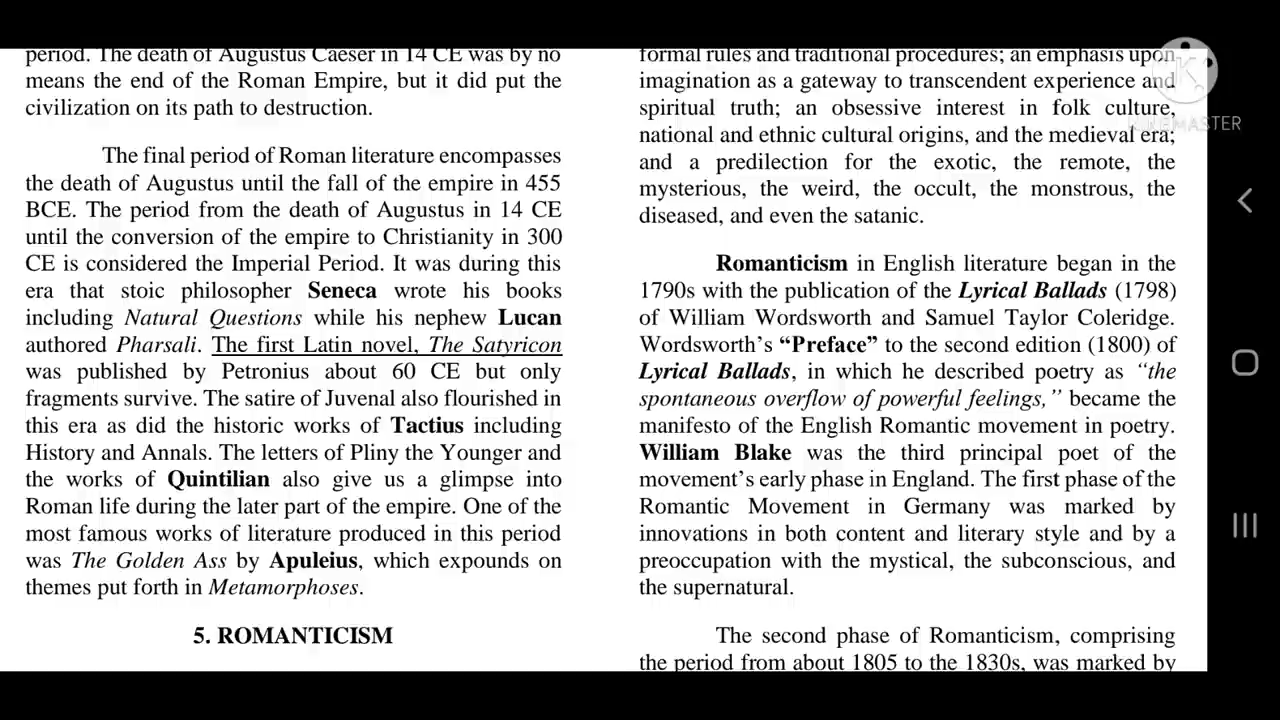 period. The death of Augustus Caeser in 14 CE was by no
means the end of the Roman Empire, but it did put the
civilization on its path to destruction.
The final period of Roman literature encompasses
the death of Augustus until the fall of the empire in 455
BCE. The period from the death of Augustus in 14 CE
until the conversion of the empire to Christianity in 300
CE is considered the Imperial Period. It was during this
era that stoic philosopher Seneca wrote his books
including Natural Questions while his nephew Lucan
authored Pharsali. The first Latin novel, The Satyricon
was published by Petronius about 60 CE but only
fragments survive. The satire of Juvenal also flourished in
this era as did the historic works of Tactius including
History and Annals. The letters of Pliny the Younger and
the works of Quintilian also give us a glimpse into
Roman life during the later part of the empire. One of the
most famous works of literature produced in this period
was The Golden Ass by Apuleius, which expounds on
themes put forth in Metamorphoses.
5. ROMANTICISM
formal rules and traditional procedures; an emphasis upon
imagination as a gateway to transcendent experience and
spiritual truth; an obsessive interest in folk culture,
national and ethnic cultural origins, and the medieval era;
and a predilection for the exotic, the remote, the
mysterious, the weird, the occult, the monstrous, the
diseased, and even the satanic.
Romanticism in English literature began in the
1790s with the publication of the Lyrical Ballads (1798)
of William Wordsworth and Samuel Taylor Coleridge.
Wordsworth's “Preface” to the second edition (1800) of
Lyrical Ballads, in which he described poetry as “the
spontaneous overflow of powerful feelings,” became the
manifesto of the English Romantic movement in poetry.
William Blake was the third principal poet of the
movement's early phase in England. The first phase of the
Romantic Movement in Germany was marked by
innovations in both content and literary style and by a
preoccupation with the mystical, the subconscious, and
the supernatural.
The second phase of Romanticism, comprising
the period from about 1805 to the 1830s, was marked by
KINEMASTER